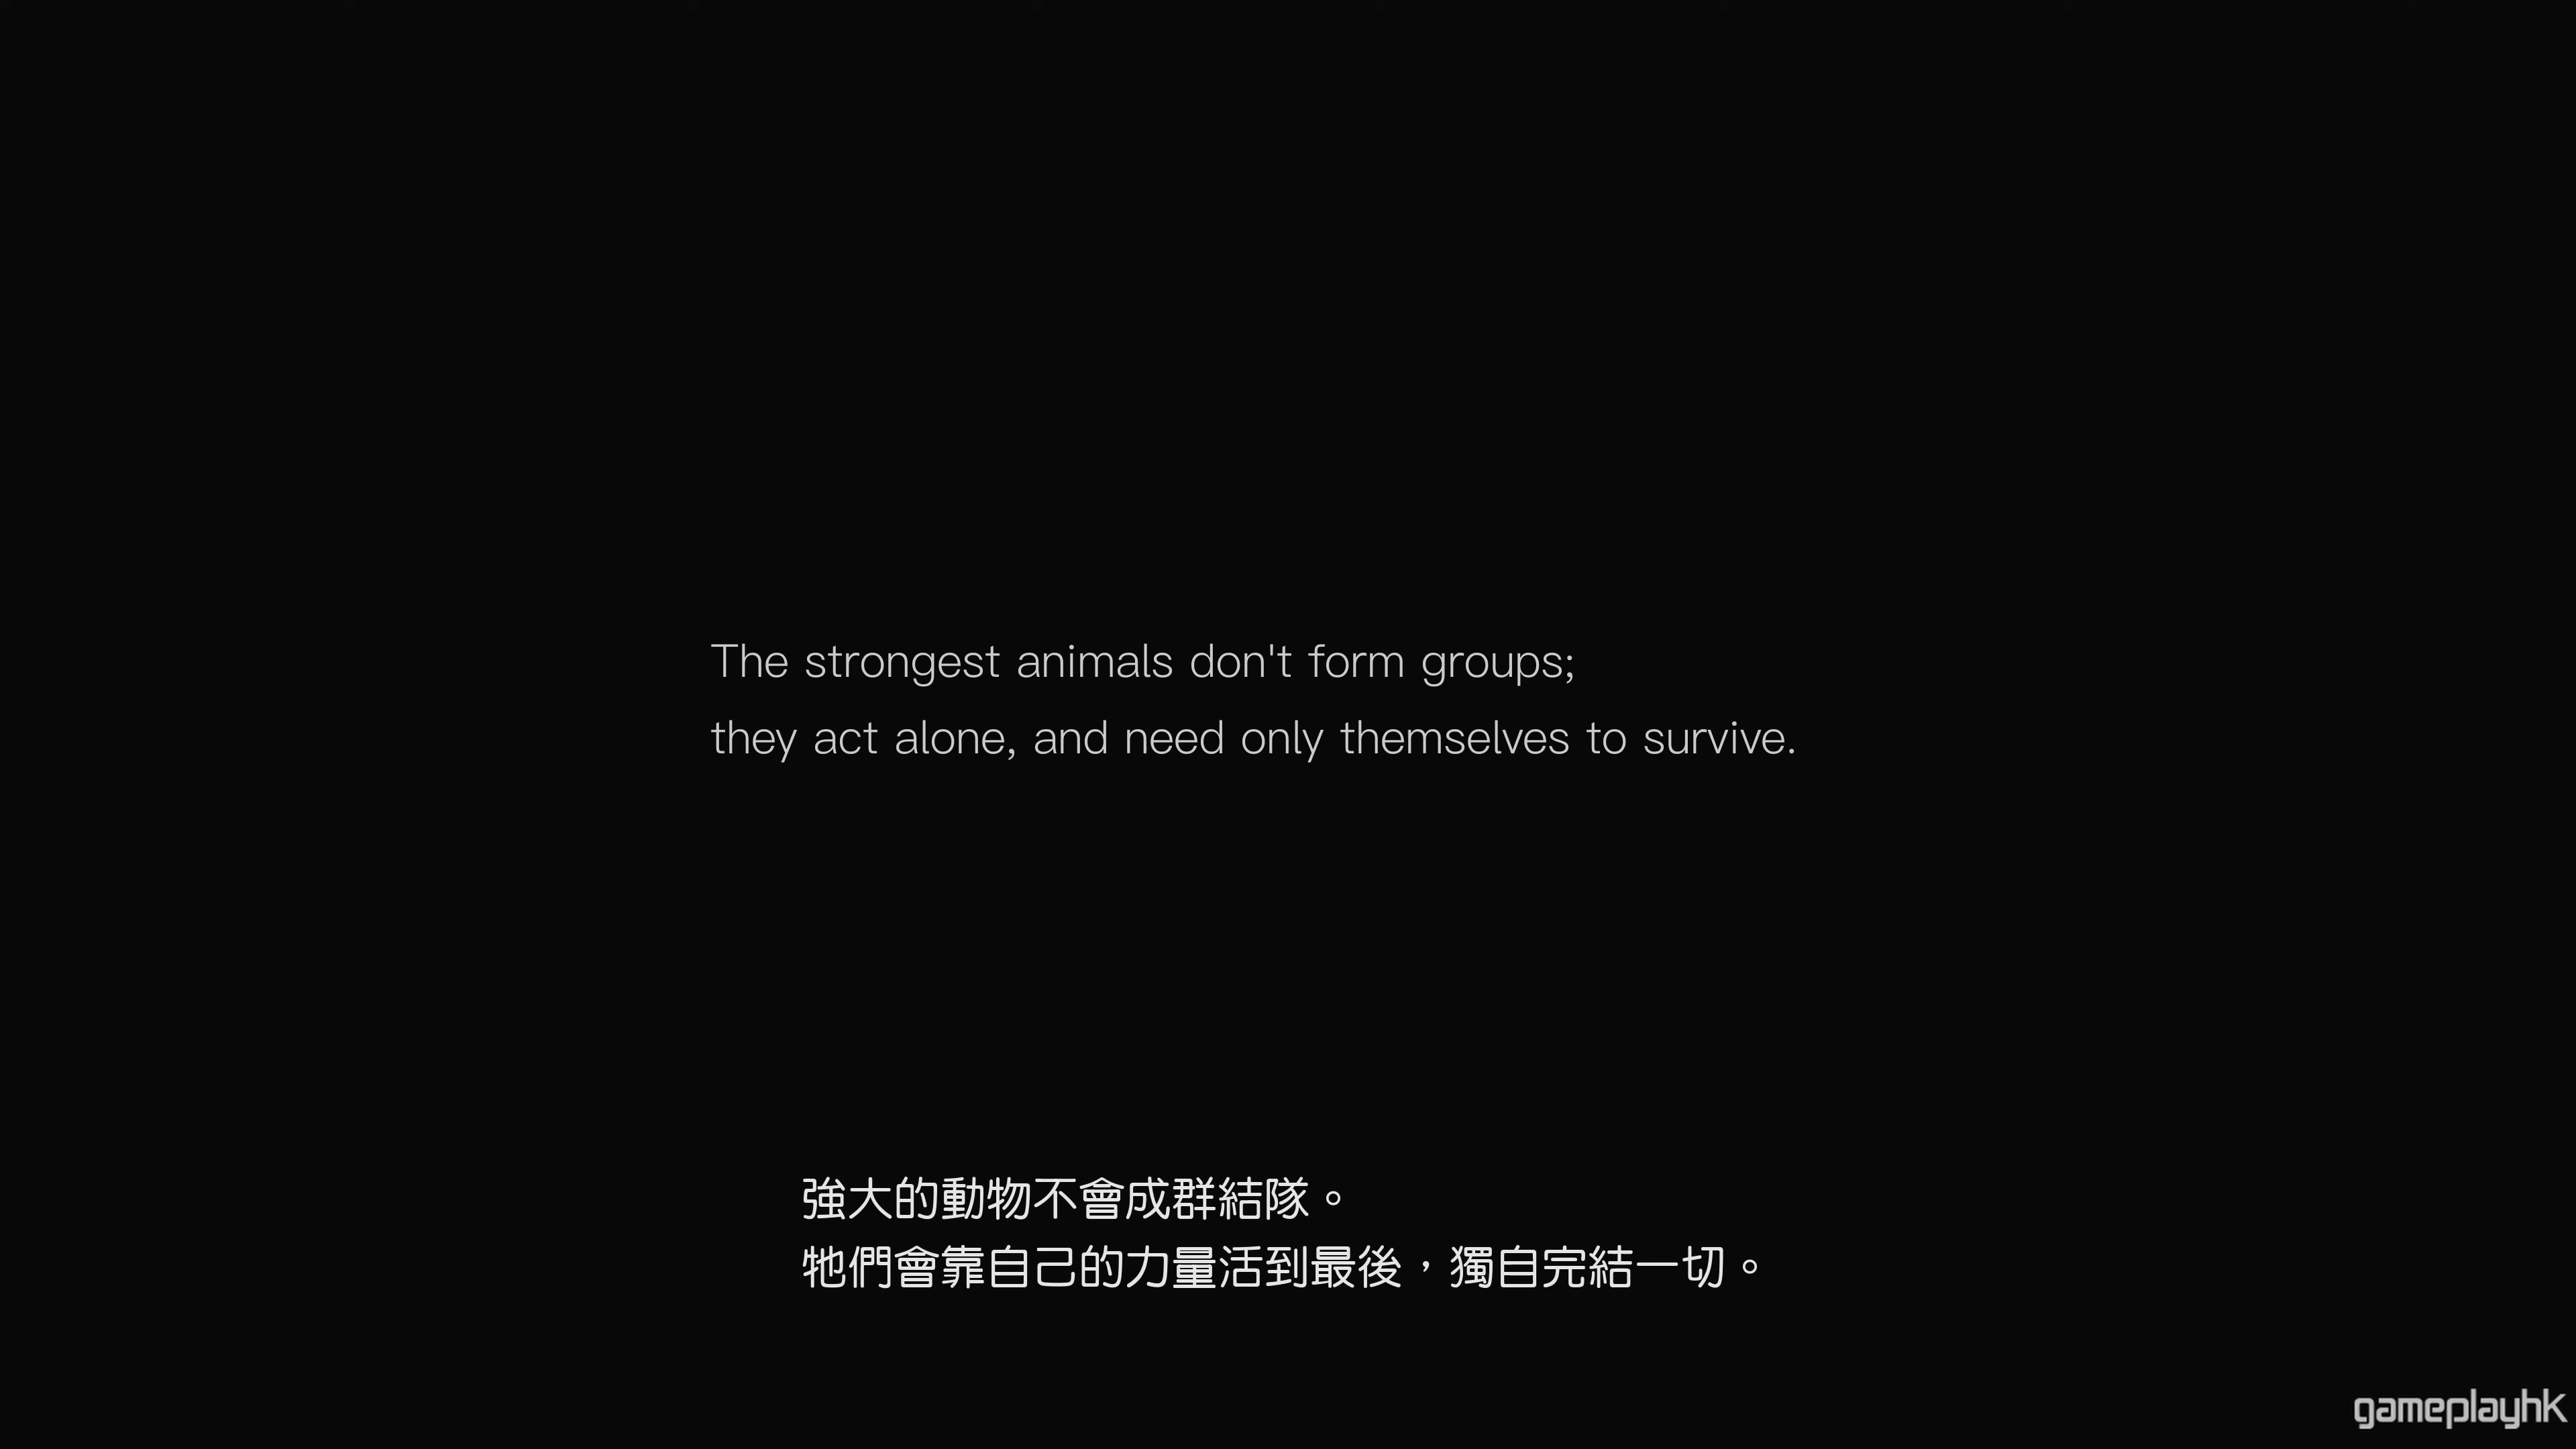 The strongest animals don't form groups;
they act alone, and need only themselves to survive.
強大的動物不會成群結隊。
牠們會靠自己的力量活到最後，獨自完結一切。
gameplayhk